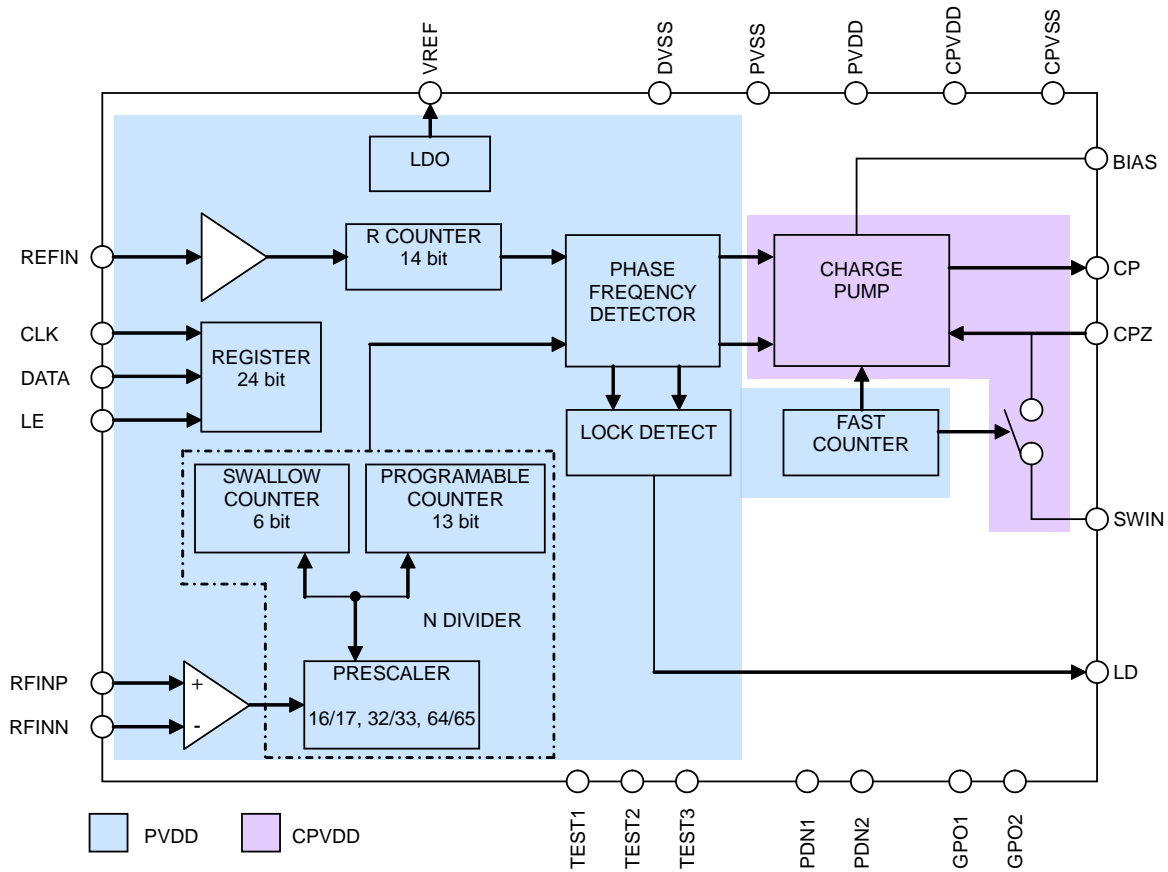 VREF
DVSS
PVSS
PVDD
CPVDD
CPVSS
LDO
BIAS
REFIN
R COUNTER
14 bit
PHASE
FREQENCY
DETECTOR
CHARGE
PUMP
CP
CLK
DATA
LE
REGISTER
24 bit
CPZ
LOCK DETECT
FAST
COUNTER
SWALLOW
COUNTER
6 bit
PROGRAMABLE
COUNTER
13 bit
SWIN
N DIVIDER
RFINP
RFINN
+
-
PRESCALER
16/17, 32/33, 64/65
LD
TEST1
TEST2
TEST3
PDN1
PDN2
GPO1
GPO2
PVDD
CPVDD